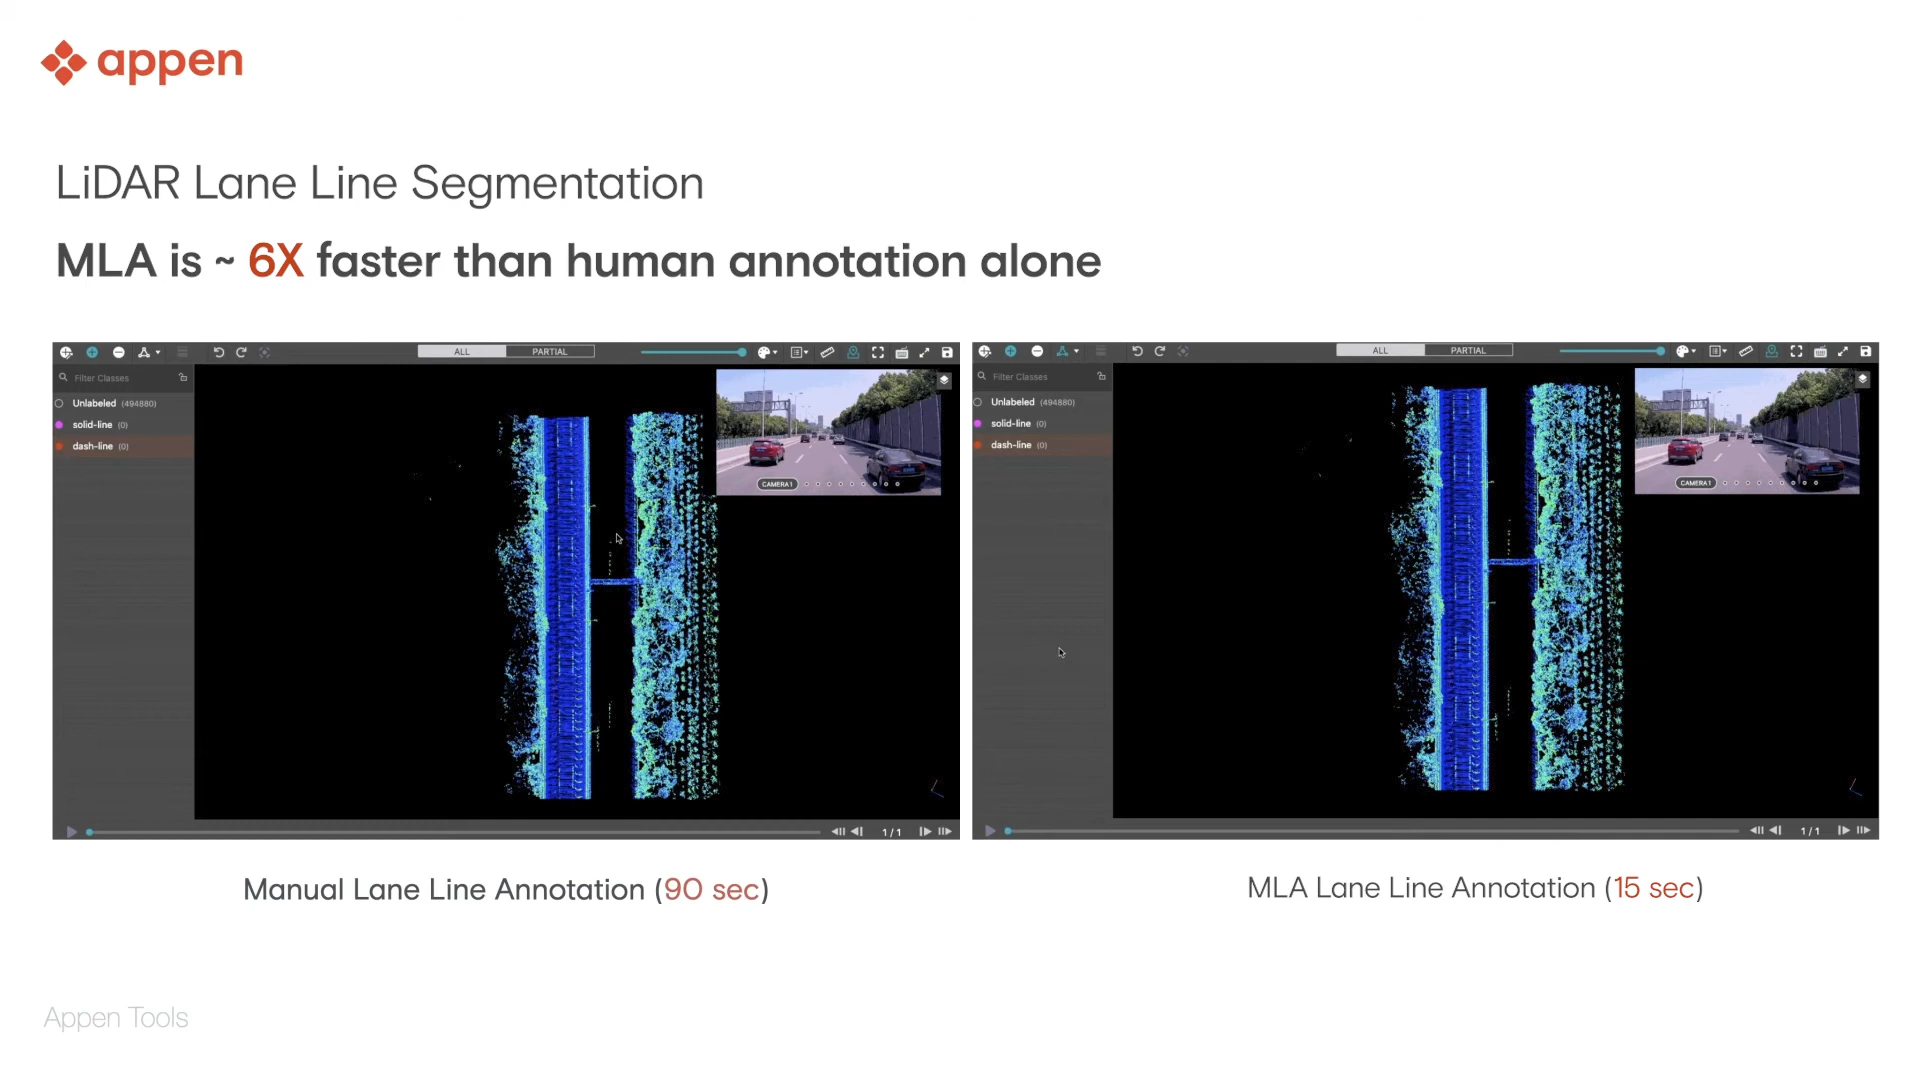 appen
LiDAR Lane Line Segmentation
MLA is ~ 6X faster than human annotation alone
ALL PARTIAL
Filter Classes
Unlabeled (494880)
solid-line (0)
dash-line (0)
CAMERA1
1 / 1
ALL PARTIAL
Filter Classes
Unlabeled (494880)
solid-line (0)
dash-line (0)
CAMERA1
1 / 1
Manual Lane Line Annotation (90 sec)
MLA Lane Line Annotation (15 sec)
Appen Tools